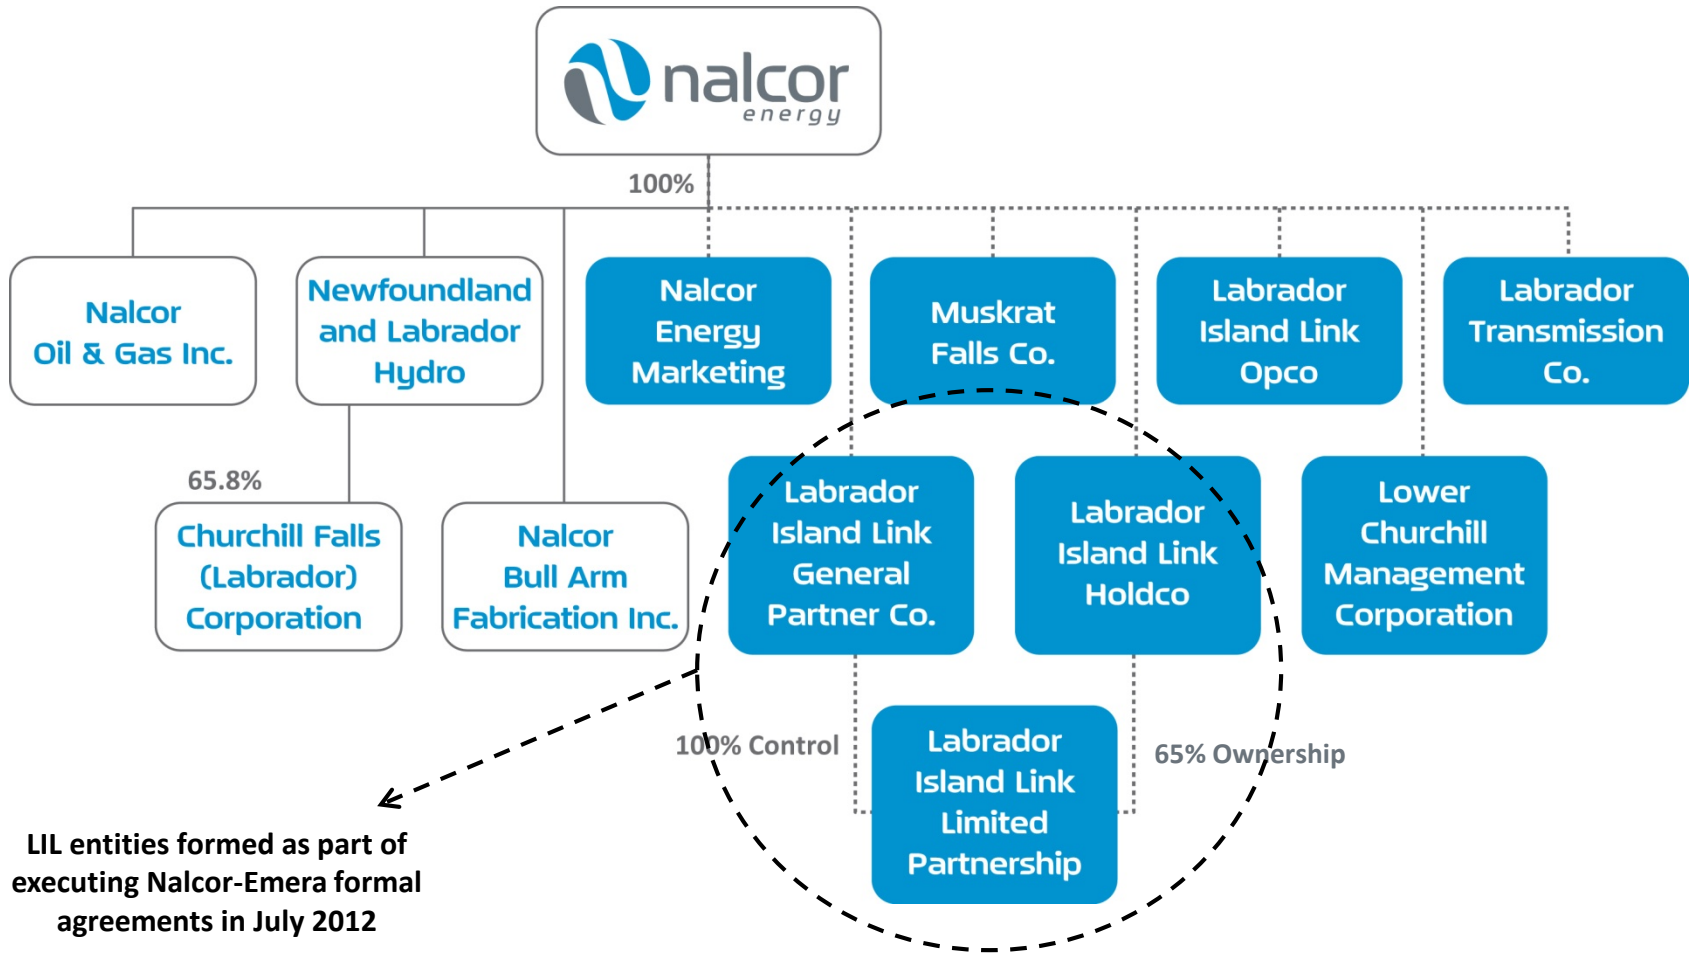 nalcor
energy
100%
Nalcor
Oil & Gas Inc.
Newfoundland
and Labrador
Hydro
Nalcor
Energy
Marketing
Muskrat
Falls Co.
Labrador
Island Link
Opco
Labrador
Transmission
Co.
65.8%
Churchill Falls
(Labrador)
Corporation
Nalcor
Bull Arm
Fabrication Inc.
Labrador
Island Link
General
Partner Co.
Labrador
Island Link
Holdco
Lower
Churchill
Management
Corporation
100% Control
Labrador
Island Link
Limited
Partnership
65% Ownership
LIL entities formed as part of
executing Nalcor-Emera formal
agreements in July 2012